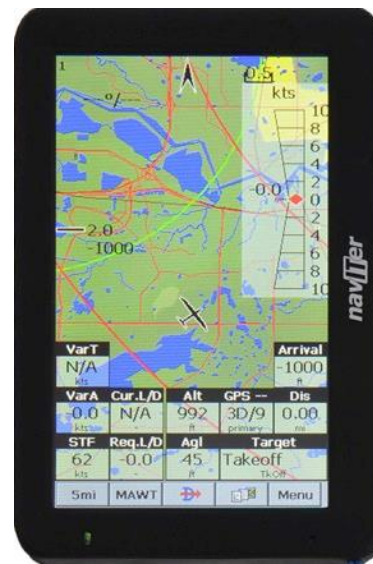 1
0.5
kts
--°/--
10
8
6
4
2
-0.0 0
2
4
6
8
10
2.0
-1000
naviter
VarT Arrival
N/A -1000
kts ft
VarA Cur.L/D Alt GPS -- Dis
0.0 N/A 992 3D/9 0.00
kts - ft primary mi
STF Req.L/D Agl Target
62 -0.0 45 Takeoff
kts - ft TkOff
5mi MAWT Menu